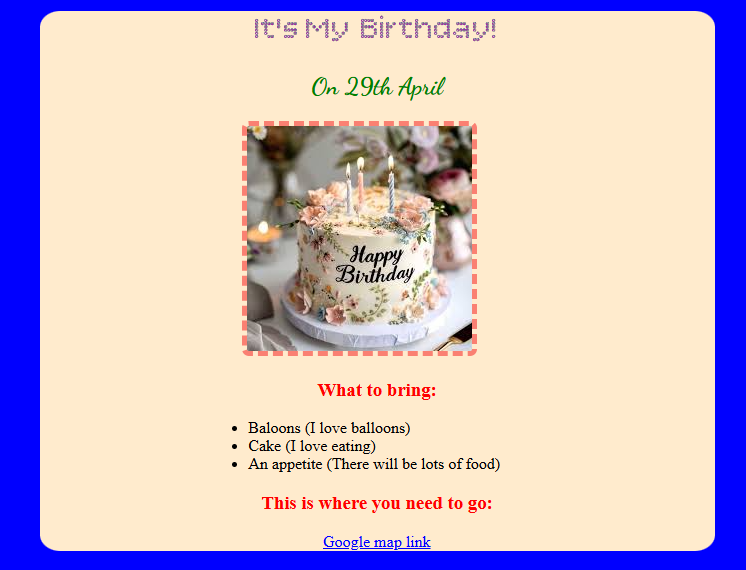 It's My Birthday!
On 29th April
Happy
Birthday
What to bring:
Baloons (I love balloons)
Cake (I love eating)
An appetite (There will be lots of food)
This is where you need to go:
Google map link